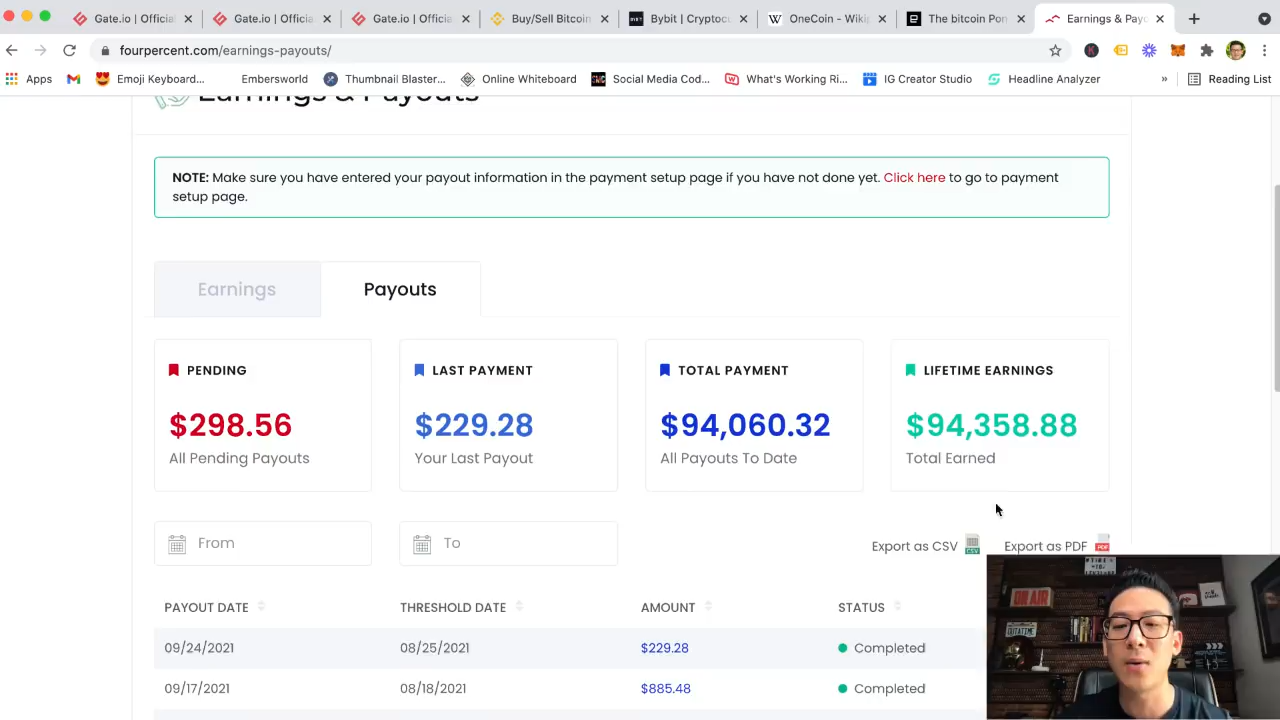 Gate.io | Official
Gate.io | Officia
Gate.io | Officia
Buy/Sell Bitcoin
Bybit | Cryptocu
OneCoin - Wikip
The bitcoin Pon
Earnings & Payo
fourpercent.com/earnings-payouts/
Apps
Emoji Keyboard...
Embersworld
Thumbnail Blaster...
Online Whiteboard
Social Media Cod...
What's Working Ri...
IG Creator Studio
Headline Analyzer
»
Reading List
Earnings & Payouts
NOTE: Make sure you have entered your payout information in the payment setup page if you have not done yet. Click here to go to payment
setup page.
Earnings
Payouts
PENDING
$298.56
All Pending Payouts
LAST PAYMENT
$229.28
Your Last Payout
TOTAL PAYMENT
$94,060.32
All Payouts To Date
LIFETIME EARNINGS
$94,358.88
Total Earned
From
To
Export as CSV
CSV
Export as PDF
PDF
PAYOUT DATE
THRESHOLD DATE
AMOUNT
STATUS
09/24/2021
08/25/2021
$229.28
Completed
09/17/2021
08/18/2021
$885.48
Completed
ON AIR
OUTATIME